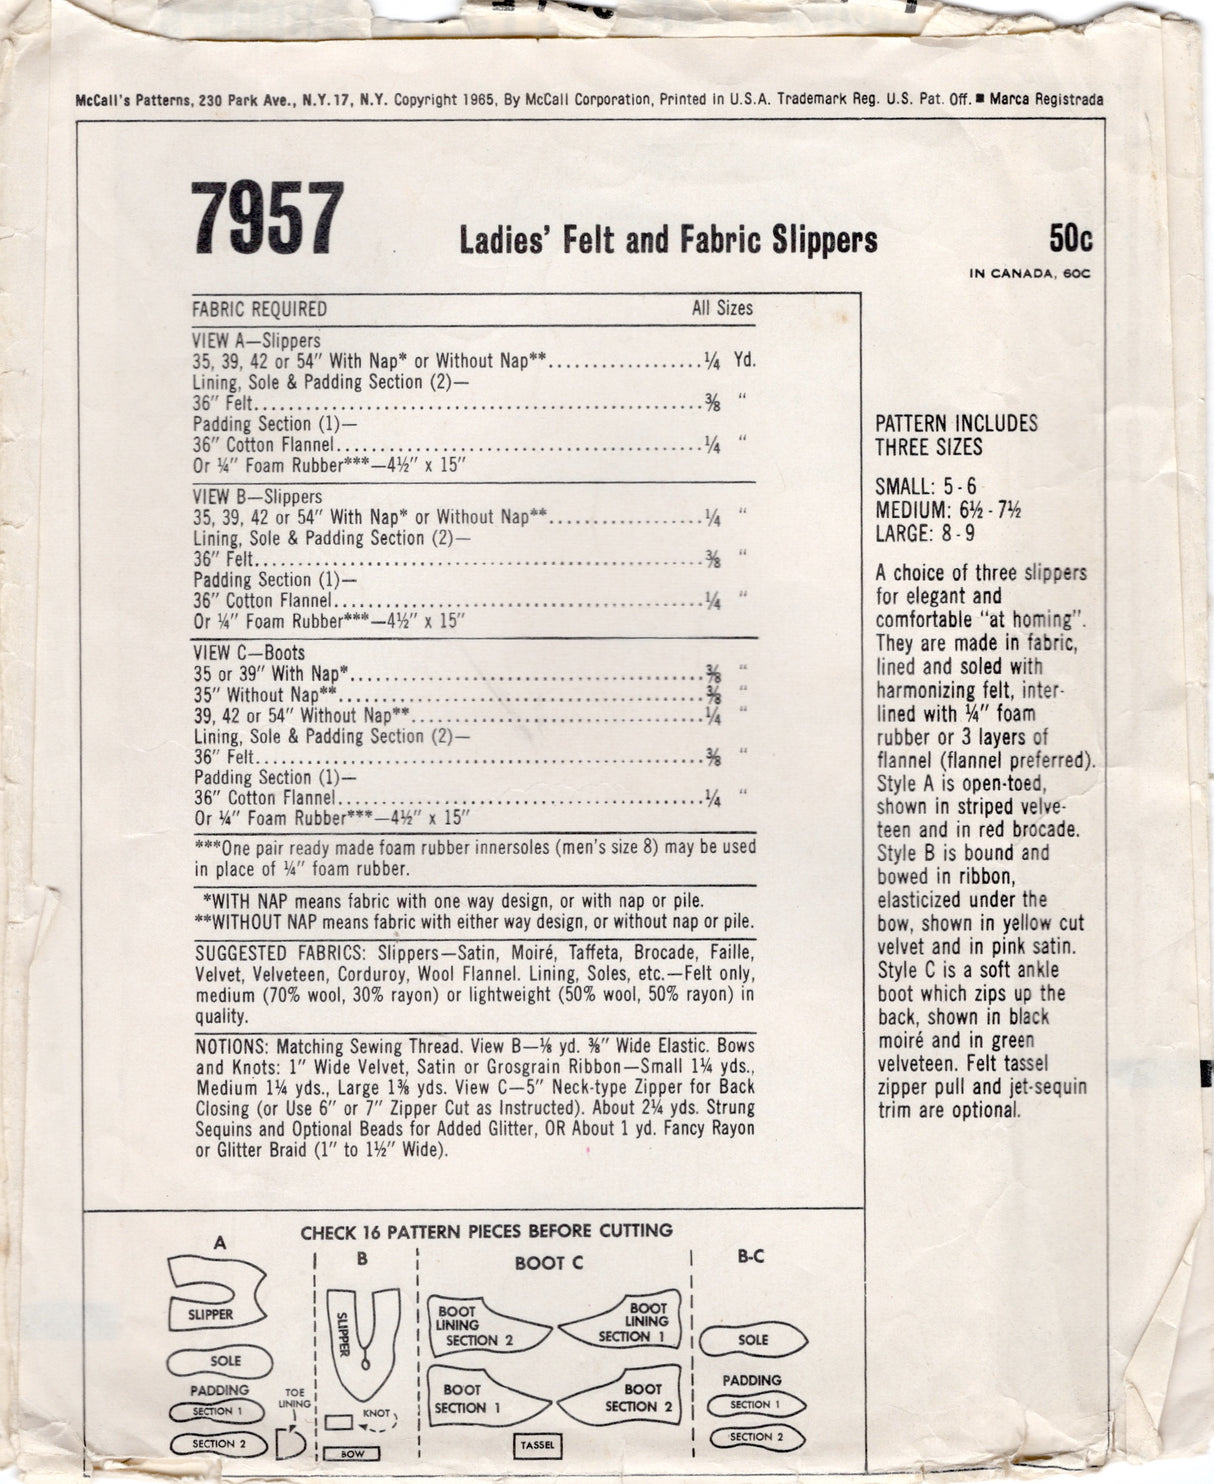 McCall's Patterns, 230 Park Ave., N.Y.17, N.Y. Copyright 1965, By McCall Corporation, Printed in U.S.A. Trademark Reg. U.S. Pat. Off. ■ Marca Registrada
7957
Ladies' Felt and Fabric Slippers
50c
IN CANADA, 60C
FABRIC REQUIRED All Sizes
VIEW A—Slippers
35, 39, 42 or 54" With Nap* or Without Nap**..................¼ Yd.
Lining, Sole & Padding Section (2)—
36" Felt....................................................⅜ "
Padding Section (1)—
36" Cotton Flannel..........................................¼ "
Or ¼" Foam Rubber***—4½" x 15"
VIEW B—Slippers
35, 39, 42 or 54" With Nap* or Without Nap**..................¼ "
Lining, Sole & Padding Section (2)—
36" Felt....................................................⅜ "
Padding Section (1)—
36" Cotton Flannel..........................................¼ "
Or ¼" Foam Rubber***—4½" x 15"
VIEW C—Boots
35 or 39" With Nap*.........................................⅜ "
35" Without Nap**...........................................⅜ "
39, 42 or 54" Without Nap**.................................¼ "
Lining, Sole & Padding Section (2)—
36" Felt....................................................⅜ "
Padding Section (1)—
36" Cotton Flannel..........................................¼ "
Or ¼" Foam Rubber***—4½" x 15"
***One pair ready made foam rubber innersoles (men's size 8) may be used
in place of ¼" foam rubber.
*WITH NAP means fabric with one way design, or with nap or pile.
**WITHOUT NAP means fabric with either way design, or without nap or pile.
SUGGESTED FABRICS: Slippers—Satin, Moiré, Taffeta, Brocade, Faille,
Velvet, Velveteen, Corduroy, Wool Flannel. Lining, Soles, etc.—Felt only,
medium (70% wool, 30% rayon) or lightweight (50% wool, 50% rayon) in
quality.
NOTIONS: Matching Sewing Thread. View B—⅛ yd. ⅜" Wide Elastic. Bows
and Knots: 1" Wide Velvet, Satin or Grosgrain Ribbon—Small 1¼ yds.,
Medium 1¼ yds., Large 1⅜ yds. View C—5" Neck-type Zipper for Back
Closing (or Use 6" or 7" Zipper Cut as Instructed). About 2¼ yds. Strung
Sequins and Optional Beads for Added Glitter, OR About 1 yd. Fancy Rayon
or Glitter Braid (1" to 1½" Wide).
PATTERN INCLUDES
THREE SIZES
SMALL: 5-6
MEDIUM: 6½-7½
LARGE: 8-9
A choice of three slippers
for elegant and
comfortable "at homing".
They are made in fabric,
lined and soled with
harmonizing felt, inter-
lined with ¼" foam
rubber or 3 layers of
flannel (flannel preferred).
Style A is open-toed,
shown in striped velve-
teen and in red brocade.
Style B is bound and
bowed in ribbon,
elasticized under the
bow, shown in yellow cut
velvet and in pink satin.
Style C is a soft ankle
boot which zips up the
back, shown in black
moiré and in green
velveteen. Felt tassel
zipper pull and jet-sequin
trim are optional.
CHECK 16 PATTERN PIECES BEFORE CUTTING
A
SLIPPER
SOLE
PADDING
SECTION 1
SECTION 2
TOE
LINING
B
SLIPPER
KNOT
BOW
BOOT C
BOOT
LINING
SECTION 2
BOOT
LINING
SECTION 1
BOOT
SECTION 1
BOOT
SECTION 2
TASSEL
B-C
SOLE
PADDING
SECTION 1
SECTION 2